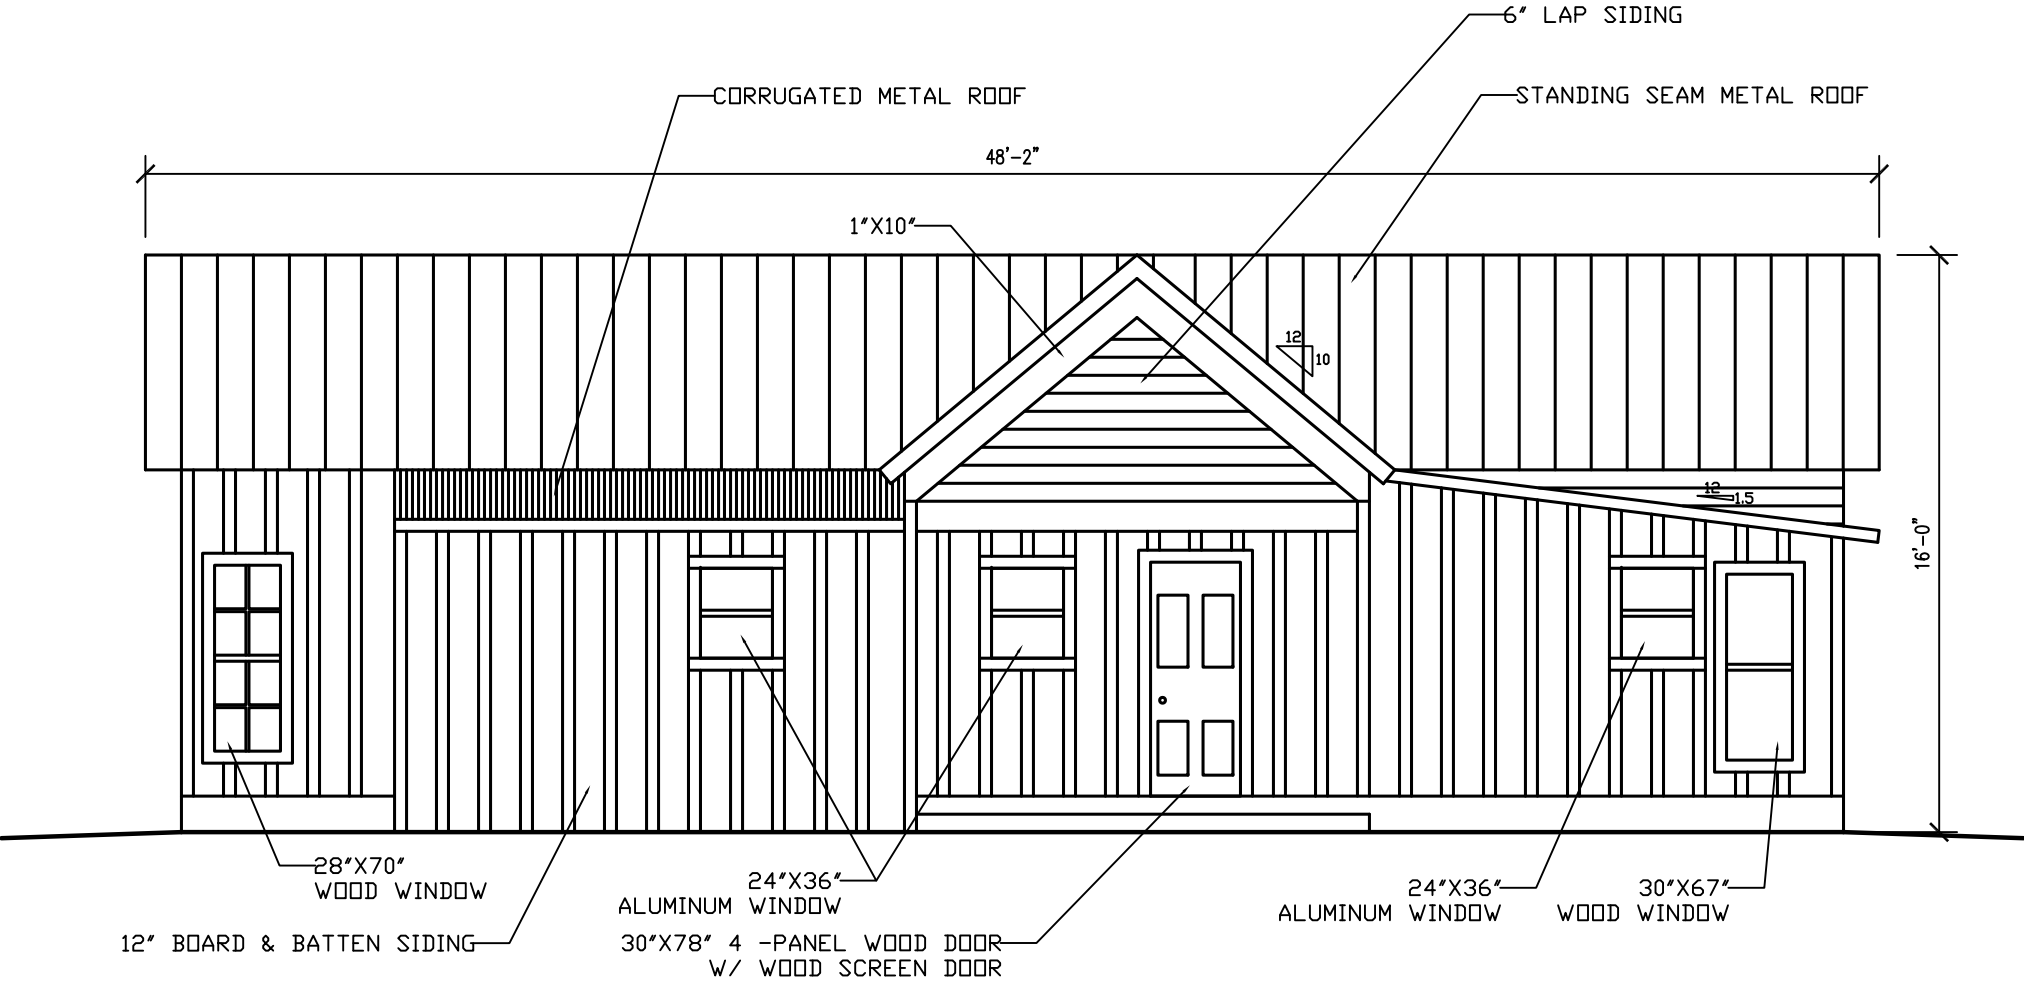 6" LAP SIDING
CORRUGATED METAL ROOF
STANDING SEAM METAL ROOF
48'-2"
1"X10"
12
10
12
1.5
16'-0"
28"X70"
WOOD WINDOW
24"X36"
ALUMINUM WINDOW
24"X36"
ALUMINUM WINDOW
30"X67"
WOOD WINDOW
12" BOARD & BATTEN SIDING
30"X78" 4 -PANEL WOOD DOOR
W/ WOOD SCREEN DOOR